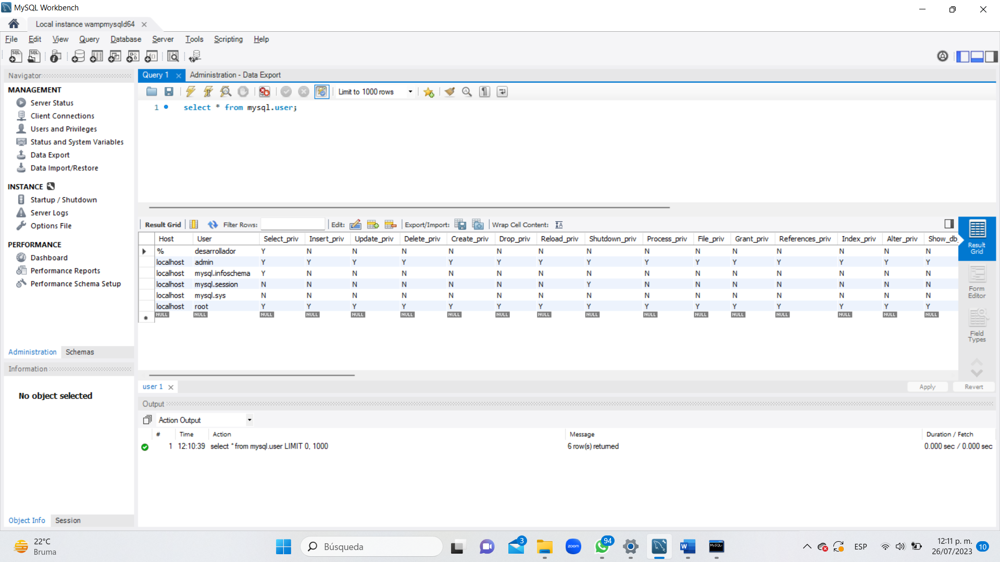 MySQL Workbench
Local instance wampmysqld64
File Edit View Query Database Server Tools Scripting Help
Navigator
MANAGEMENT
Server Status
Client Connections
Users and Privileges
Status and System Variables
Data Export
Data Import/Restore
INSTANCE
Startup / Shutdown
Server Logs
Options File
PERFORMANCE
Dashboard
Performance Reports
Performance Schema Setup
Administration Schemas
Information
No object selected
Object Info Session
Query 1 Administration - Data Export
Limit to 1000 rows
1 select * from mysql.user;
Result Grid Filter Rows: Edit: Export/Import: Wrap Cell Content:
Host User Select_priv Insert_priv Update_priv Delete_priv Create_priv Drop_priv Reload_priv Shutdown_priv Process_priv File_priv Grant_priv References_priv Index_priv Alter_priv Show_db_
% desarrollador Y N N N N N N N N N N N N N N
localhost admin Y Y Y Y Y Y Y Y Y Y Y Y Y Y Y
localhost mysql.infoschema Y N N N N N N N N N N N N N N
localhost mysql.session N N N N N N N Y N N N N N N N
localhost mysql.sys N N N N N N N N N N N N N N N
localhost root Y Y Y Y Y Y Y Y Y Y Y Y Y Y Y
NULL NULL NULL NULL NULL NULL NULL NULL NULL NULL NULL NULL NULL NULL NULL NULL NULL
Result
Grid
Form
Editor
Field
Types
user 1
Apply Revert
Output
Action Output
# Time Action Message Duration / Fetch
1 12:10:39 select * from mysql.user LIMIT 0, 1000 6 row(s) returned 0.000 sec / 0.000 sec
22°C
Bruma
Búsqueda
3
zoom
94
W
MySQL
ESP
12:11 p. m.
26/07/2023
10